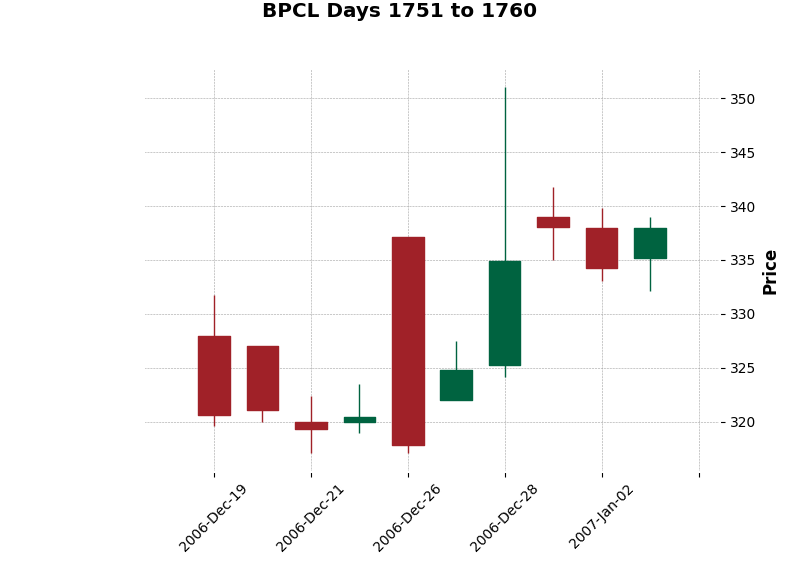 BPCL Days 1751 to 1760
350
345
340
335
330
325
320
Price
2006-Dec-19
2006-Dec-21
2006-Dec-26
2006-Dec-28
2007-Jan-02